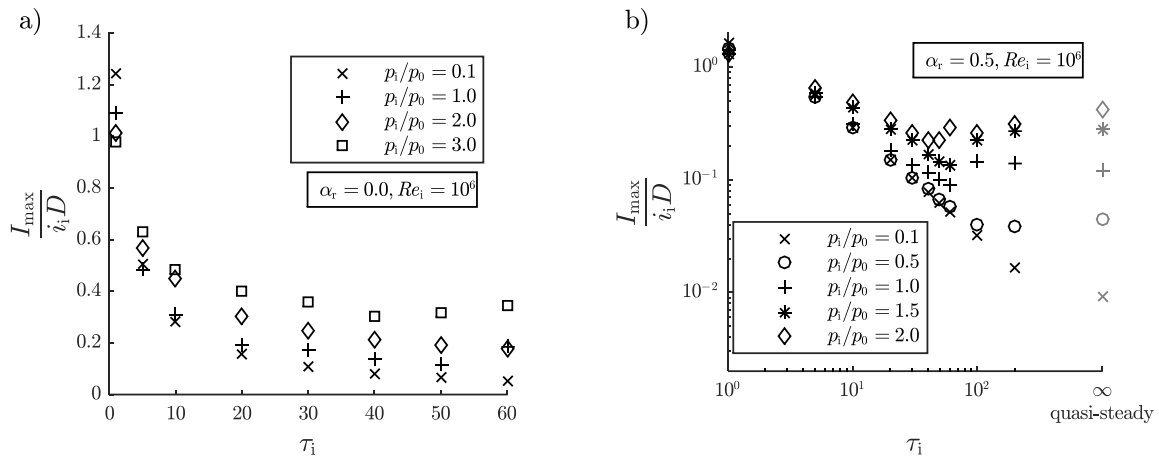 a)
1.4
1.2
1
0.8
0.6
0.4
0.2
0
I_max / i_i D
p_i/p_0 = 0.1
p_i/p_0 = 1.0
p_i/p_0 = 2.0
p_i/p_0 = 3.0
α_r = 0.0, Re_i = 10^6
0 10 20 30 40 50 60
τ_i
b)
10^0
10^-1
10^-2
I_max / i_i D
α_r = 0.5, Re_i = 10^6
p_i/p_0 = 0.1
p_i/p_0 = 0.5
p_i/p_0 = 1.0
p_i/p_0 = 1.5
p_i/p_0 = 2.0
10^0 10^1 10^2 ∞
quasi-steady
τ_i